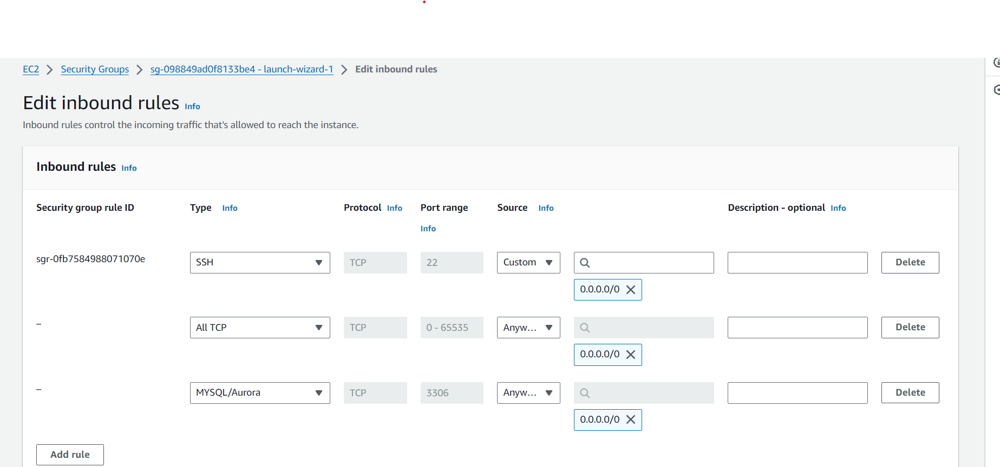 EC2 > Security Groups > sg-098849ad0f8133be4 - launch-wizard-1 > Edit inbound rules
Edit inbound rules Info
Inbound rules control the incoming traffic that's allowed to reach the instance.
Inbound rules Info
Security group rule ID Type Info Protocol Info Port range Source Info Description - optional Info
Info
sgr-0fb7584988071070e SSH TCP 22 Custom Delete
0.0.0.0/0
– All TCP TCP 0 - 65535 Anyw... Delete
0.0.0.0/0
– MYSQL/Aurora TCP 3306 Anyw... Delete
0.0.0.0/0
Add rule